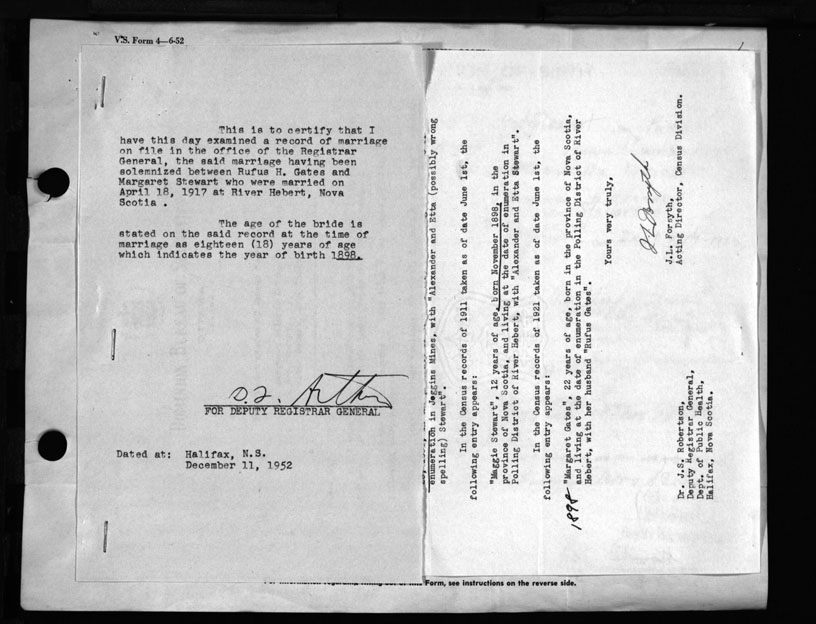 V.S. Form 4—6-52
This is to certify that I
have this day examined a record of marriage
on file in the office of the Registrar
General, the said marriage having been
solemnized between Rufus H. Gates and
Margaret Stewart who were married on
April 18, 1917 at River Hebert, Nova
Scotia .
The age of the bride is
stated on the said record at the time of
marriage as eighteen (18) years of age
which indicates the year of birth 1898.
FOR DEPUTY REGISTRAR GENERAL
Dated at: Halifax, N.S.
December 11, 1952
enumeration in Joggins Mines, with "Alexander and Etta (possibly wrong
spelling) Stewart".
In the Census records of 1911 taken as of date June 1st, the
following entry appears:
"Maggie Stewart", 12 years of age, born November 1898, in the
province of Nova Scotia, and living at the date of enumeration in
Polling District of River Hebert, with "Alexander and Etta Stewart".
In the Census records of 1921 taken as of date June 1st, the
following entry appears:
1898
"Margaret Gates", 22 years of age, born in the province of Nova Scotia,
and living at the date of enumeration in the Polling District of River
Hebert, with her husband "Rufus Gates".
Yours very truly,
J L Forsyth
J.L. Forsyth,
Acting Director, Census Division.
Dr. J.S. Robertson,
Deputy Registrar General,
Dept. of Public Health,
Halifax, Nova Scotia.
Form, see instructions on the reverse side.